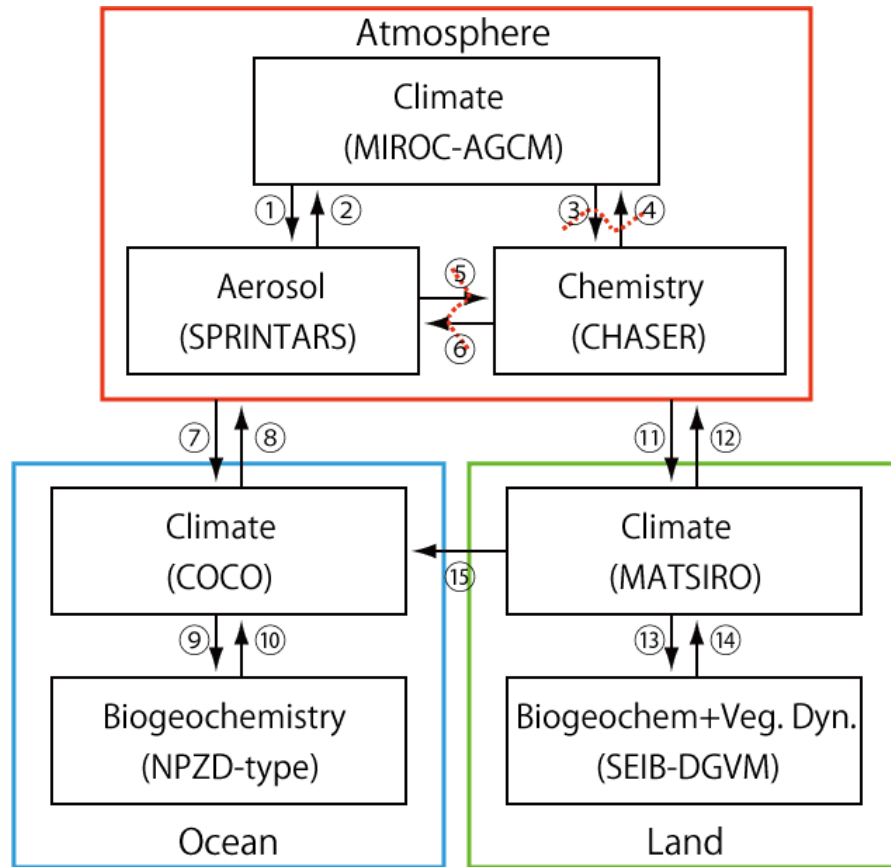 Atmosphere
Climate
(MIROC-AGCM)
① ② ③ ④
Aerosol
(SPRINTARS)
⑤
⑥
Chemistry
(CHASER)
⑦ ⑧ ⑪ ⑫
Climate
(COCO)
⑮
Climate
(MATSIRO)
⑨ ⑩ ⑬ ⑭
Biogeochemistry
(NPZD-type)
Biogeochem+Veg. Dyn.
(SEIB-DGVM)
Ocean
Land